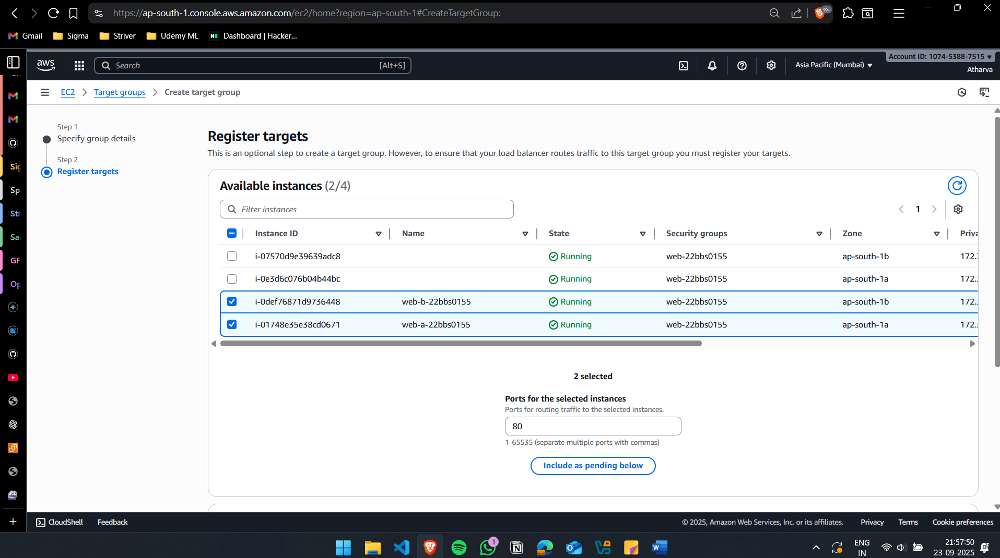 https://ap-south-1.console.aws.amazon.com/ec2/home?region=ap-south-1#CreateTargetGroup:
99+
Gmail
Sigma
Striver
Udemy ML
Dashboard | Hacker...
aws
Search
[Alt+S]
Asia Pacific (Mumbai)
Account ID: 1074-5388-7515
Atharva
EC2
Target groups
Create target group
Sig
Sp
Str
Sa
GF
Op
Step 1
Specify group details
Step 2
Register targets
Register targets
This is an optional step to create a target group. However, to ensure that your load balancer routes traffic to this target group you must register your targets.
Available instances (2/4)
Filter instances
1
Instance ID Name State Security groups Zone Priva
i-07570d9e39639adc8 Running web-22bbs0155 ap-south-1b 172.3
i-0e3d6c076b04b44bc Running web-22bbs0155 ap-south-1a 172.3
i-0def76871d9736448 web-b-22bbs0155 Running web-22bbs0155 ap-south-1b 172.3
i-01748e35e38cd0671 web-a-22bbs0155 Running web-22bbs0155 ap-south-1a 172.3
2 selected
Ports for the selected instances
Ports for routing traffic to the selected instances.
80
1-65535 (separate multiple ports with commas)
Include as pending below
CloudShell
Feedback
© 2025, Amazon Web Services, Inc. or its affiliates.
Privacy
Terms
Cookie preferences
1
ENG
IN
21:57:50
23-09-2025